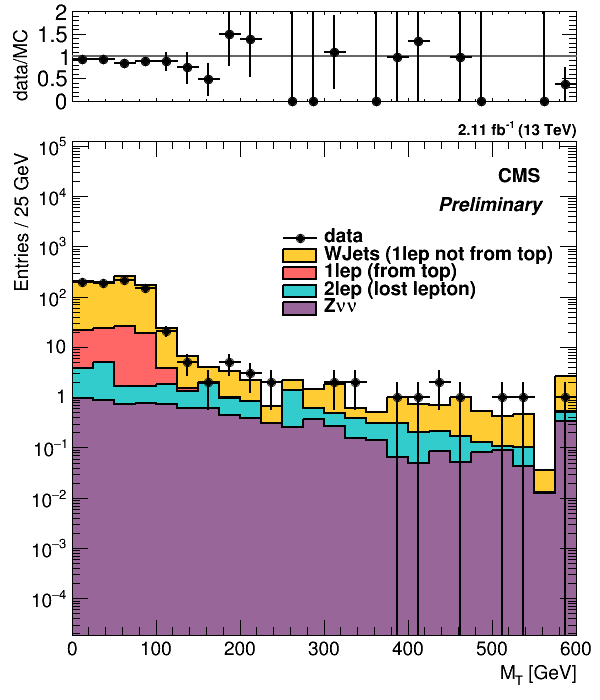 data/MC
2
1.5
1
0.5
0
2.11 fb⁻¹ (13 TeV)
Entries / 25 GeV
10⁵
10⁴
10³
10²
10
1
10⁻¹
10⁻²
10⁻³
10⁻⁴
CMS
Preliminary
data
WJets (1lep not from top)
1lep (from top)
2lep (lost lepton)
Zνν
0 100 200 300 400 500 600
M_T [GeV]